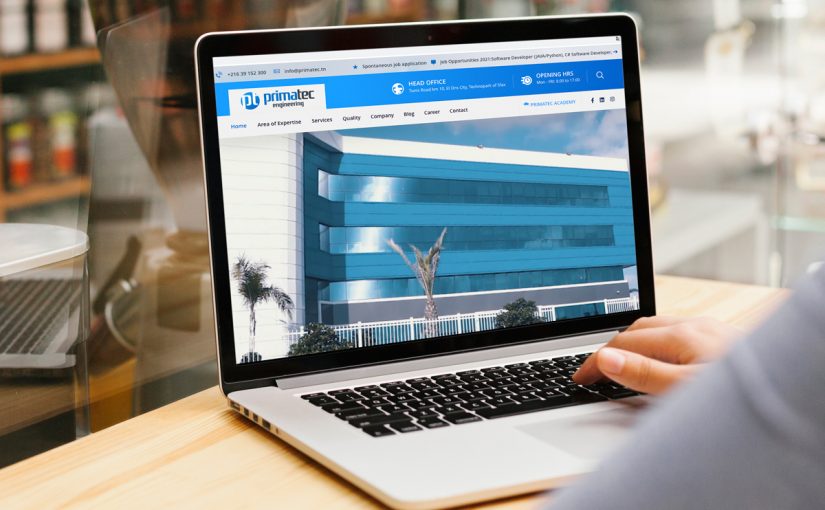 +216 39 152 300 info@primatec.tn Spontaneous job application Job Opportunities 2021:Software Developer (JAVA/Python), C# Software Developer,
HEAD OFFICE
Tunis Road km 10, El Ons City, Technopark of Sfax
OPENING HRS
Mon - FRI: 8:00 to 17:00
pt primatec
engineering
PRIMATEC ACADEMY
Home Area of Expertise Services Quality Company Blog Career Contact